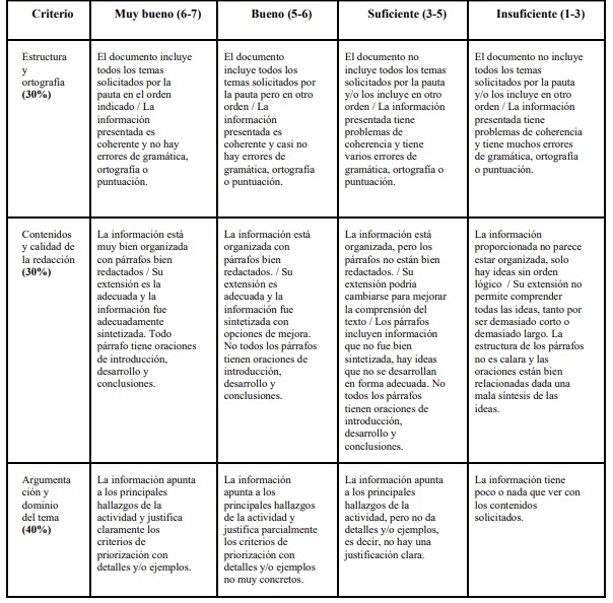 Criterio
Muy bueno (6-7)
Bueno (5-6)
Suficiente (3-5)
Insuficiente (1-3)
Estructura
y
ortografía
(30%)
El documento incluye
todos los temas
solicitados por la
pauta en el orden
indicado / La
información
presentada es
coherente y no hay
errores de gramática,
ortografía o
puntuación.
El documento
incluye todos los
temas solicitados por
la pauta pero en otro
orden / La
información
presentada es
coherente y casi no
hay errores de
gramática, ortografía
o puntuación.
El documento no
incluye todos los temas
solicitados por la pauta
y/o los incluye en otro
orden / La información
presentada tiene
problemas de
coherencia y tiene
varios errores de
gramática, ortografía o
puntuación.
El documento no incluye
todos los temas
solicitados por la pauta
y/o los incluye en otro
orden / La información
presentada tiene
problemas de coherencia
y tiene muchos errores
de gramática, ortografía
o puntuación.
Contenidos
y calidad de
la redacción
(30%)
La información está
muy bien organizada
con párrafos bien
redactados / Su
extensión es la
adecuada y la
información fue
adecuadamente
sintetizada. Todo
párrafo tiene oraciones
de introducción,
desarrollo y
conclusiones.
La información está
organizada con
párrafos bien
redactados. / Su
extensión es
adecuada y la
información fue
sintetizada con
opciones de mejora.
No todos los párrafos
tienen oraciones de
introducción,
desarrollo y
conclusiones.
La información está
organizada, pero los
párrafos no están bien
redactados. / Su
extensión podría
cambiarse para mejorar
la comprensión del
texto / Los párrafos
incluyen información
que no fue bien
sintetizada, hay ideas
que no se desarrollan
en forma adecuada. No
todos los párrafos
tienen oraciones de
introducción,
desarrollo y
conclusiones.
La información
proporcionada no parece
estar organizada, solo
hay ideas sin orden
lógico / Su extensión no
permite comprender
todas las ideas, tanto por
ser demasiado corto o
demasiado largo. La
estructura de los párrafos
no es calara y las
oraciones están bien
relacionadas dada una
mala síntesis de las
ideas.
Argumenta
ción y
dominio
del tema
(40%)
La información apunta
a los principales
hallazgos de la
actividad y justifica
claramente los
criterios de
priorización con
detalles y/o ejemplos.
La información
apunta a los
principales hallazgos
de la actividad y
justifica parcialmente
los criterios de
priorización con
detalles y/o ejemplos
no muy concretos.
La información apunta
a los principales
hallazgos de la
actividad, pero no da
detalles y/o ejemplos,
es decir, no hay una
justificación clara.
La información tiene
poco o nada que ver con
los contenidos
solicitados.